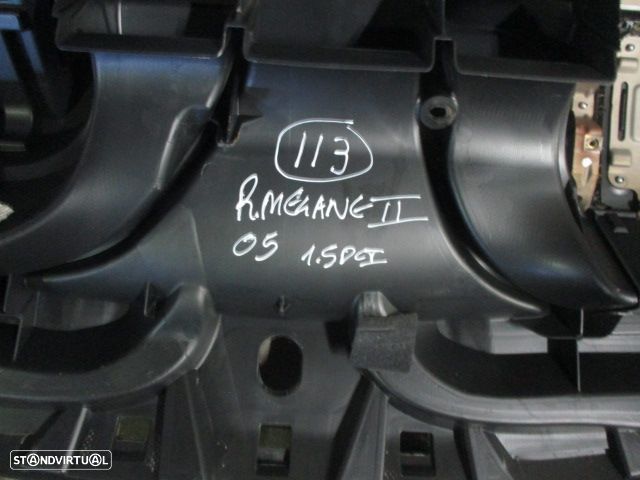 113
R.MEGANE II
05 1.5DCI
STANDVIRTUAL